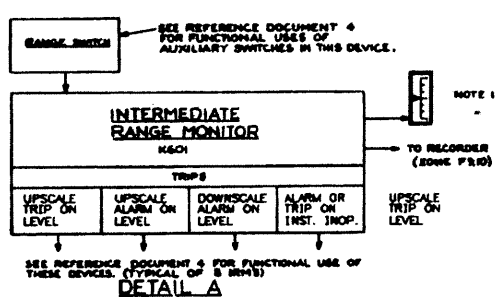 RANGE SWITCH
SEE REFERENCE DOCUMENT 4
FOR FUNCTIONAL USES OF
AUXILIARY SWITCHES IN THIS DEVICE.
INTERMEDIATE
RANGE MONITOR
K601
NOTE 1
TO RECORDER
(ZONE F9,10)
TRIPS
UPSCALE
TRIP ON
LEVEL
UPSCALE
ALARM ON
LEVEL
DOWNSCALE
ALARM ON
LEVEL
ALARM OR
TRIP ON
INST. INOP.
UPSCALE
TRIP ON
LEVEL
SEE REFERENCE DOCUMENT 4 FOR FUNCTIONAL USE OF
THESE DEVICES. (TYPICAL OF 8 IRMS)
DETAIL A